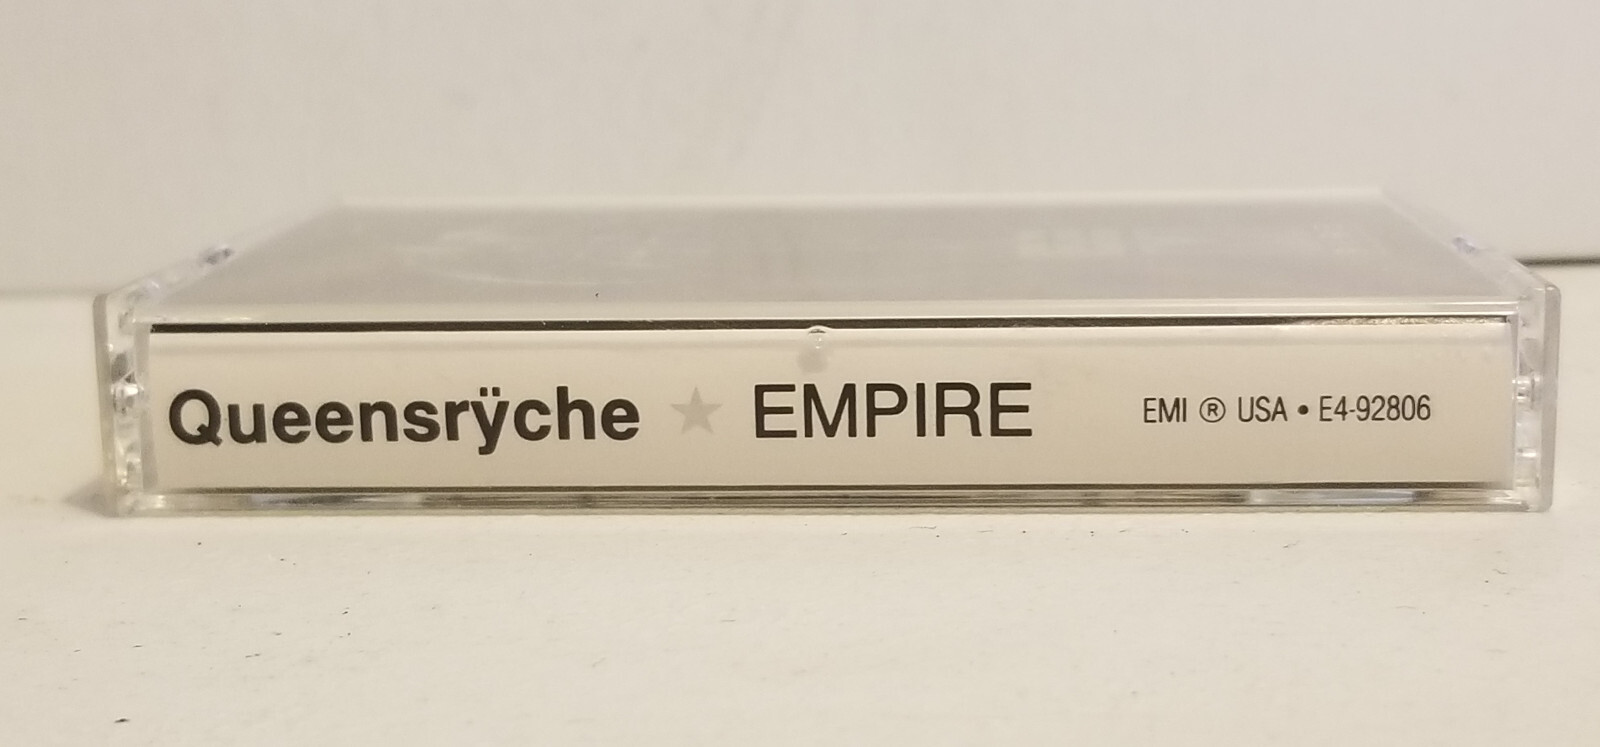 Queensrÿche ★ EMPIRE EMI ® USA • E4-92806